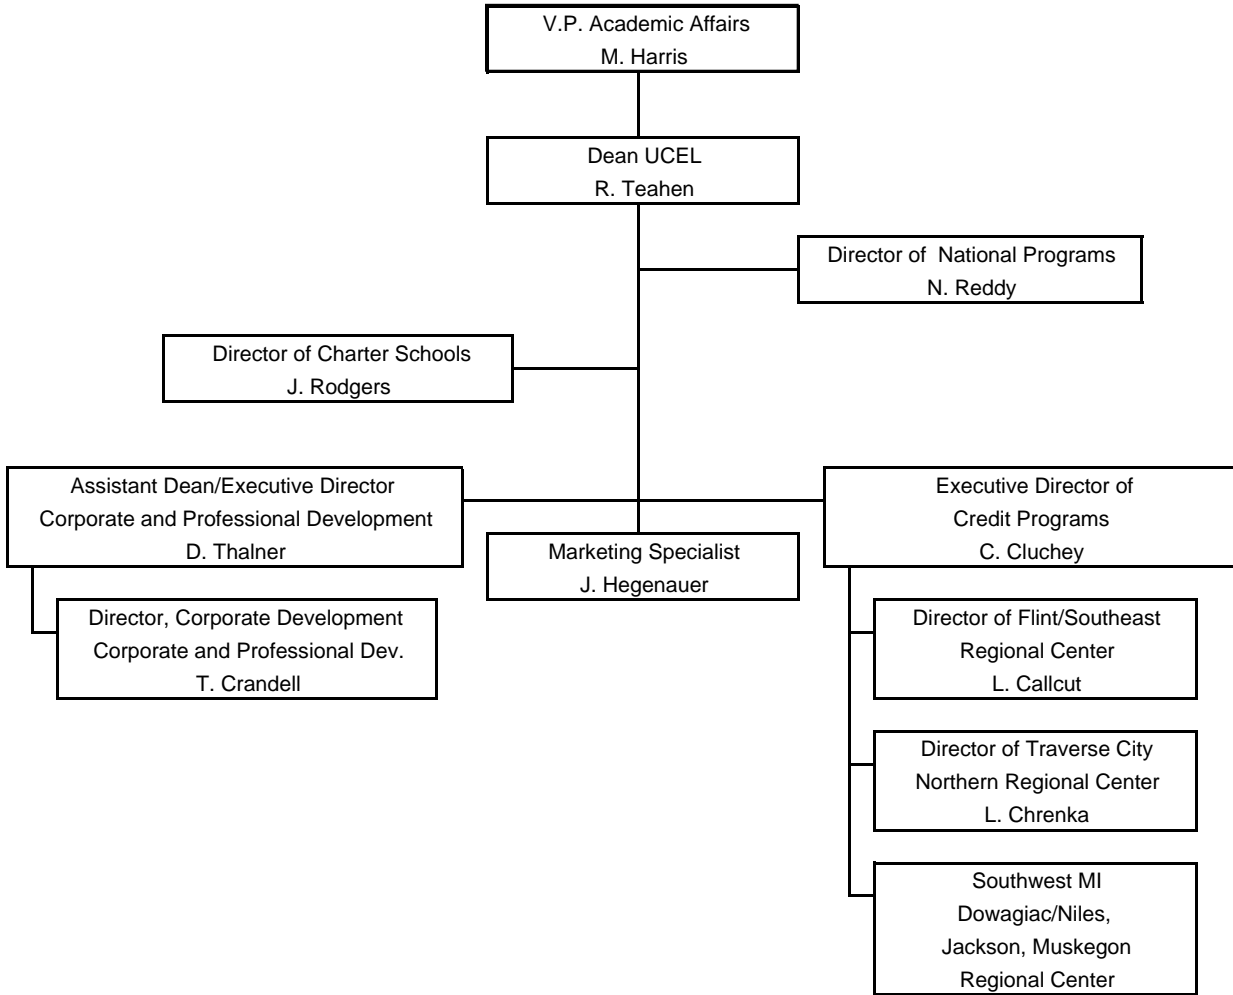 V.P. Academic Affairs
M. Harris
Dean UCEL
R. Teahen
Director of  National Programs
N. Reddy
Director of Charter Schools
J. Rodgers
Assistant Dean/Executive Director
Corporate and Professional Development
D. Thalner
Executive Director of
Credit Programs
C. Cluchey
Marketing Specialist
J. Hegenauer
Director, Corporate Development
Corporate and Professional Dev.
T. Crandell
Director of Flint/Southeast
Regional Center
L. Callcut
Director of Traverse City
Northern Regional Center
L. Chrenka
Southwest MI
Dowagiac/Niles,
Jackson, Muskegon
Regional Center